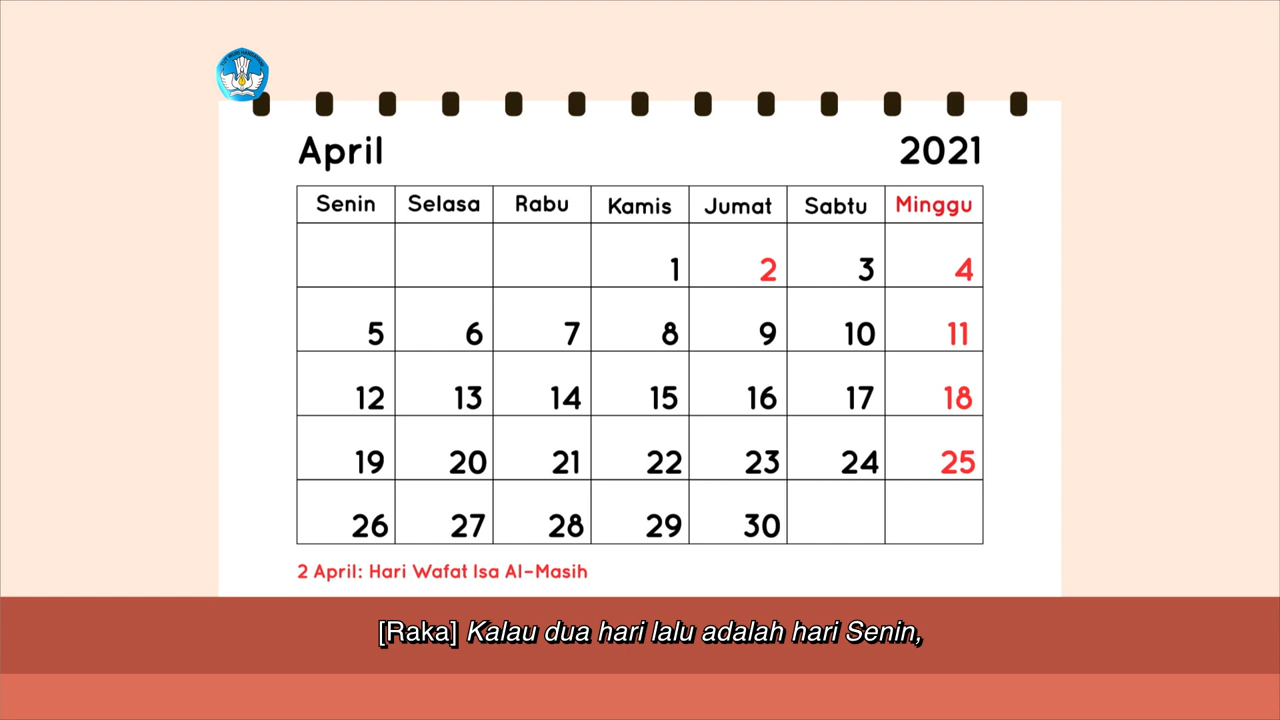 April 2021
Senin Selasa Rabu Kamis Jumat Sabtu Minggu
1 2 3 4
5 6 7 8 9 10 11
12 13 14 15 16 17 18
19 20 21 22 23 24 25
26 27 28 29 30
2 April: Hari Wafat Isa Al-Masih
[Raka] Kalau dua hari lalu adalah hari Senin,